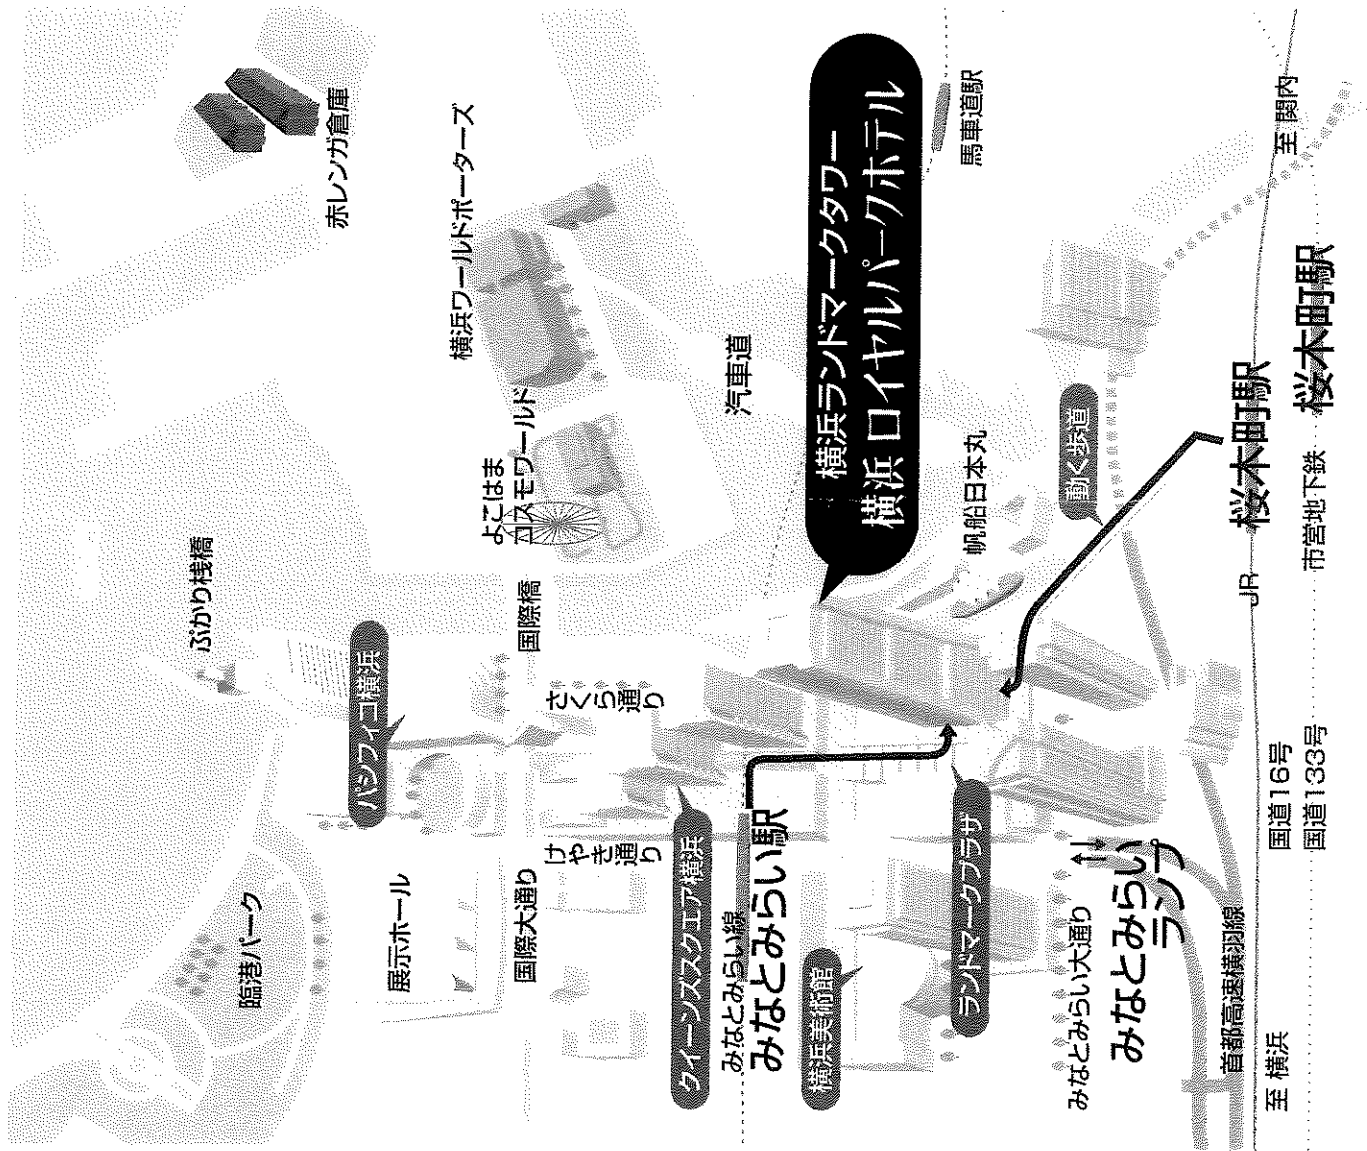 臨港パーク
ぷかり桟橋
赤レンガ倉庫
パシフィコ横浜
展示ホール
横浜ワールドポーターズ
よこはま
コスモワールド
国際橋
国際大通り
さくら通り
けやき通り
クィーンズスクエア横浜
みなとみらい線
みなとみらい駅
汽車道
横浜美術館
横浜ランドマークタワー
横浜 ロイヤルパークホテル
馬車道駅
帆船日本丸
ランドマークプラザ
動く歩道
みなとみらい大通り
みなとみらい
ランプ
首都高速横羽線
JR 桜木町駅
至 関内
至 横浜
国道16号
国道133号
市営地下鉄 桜木町駅